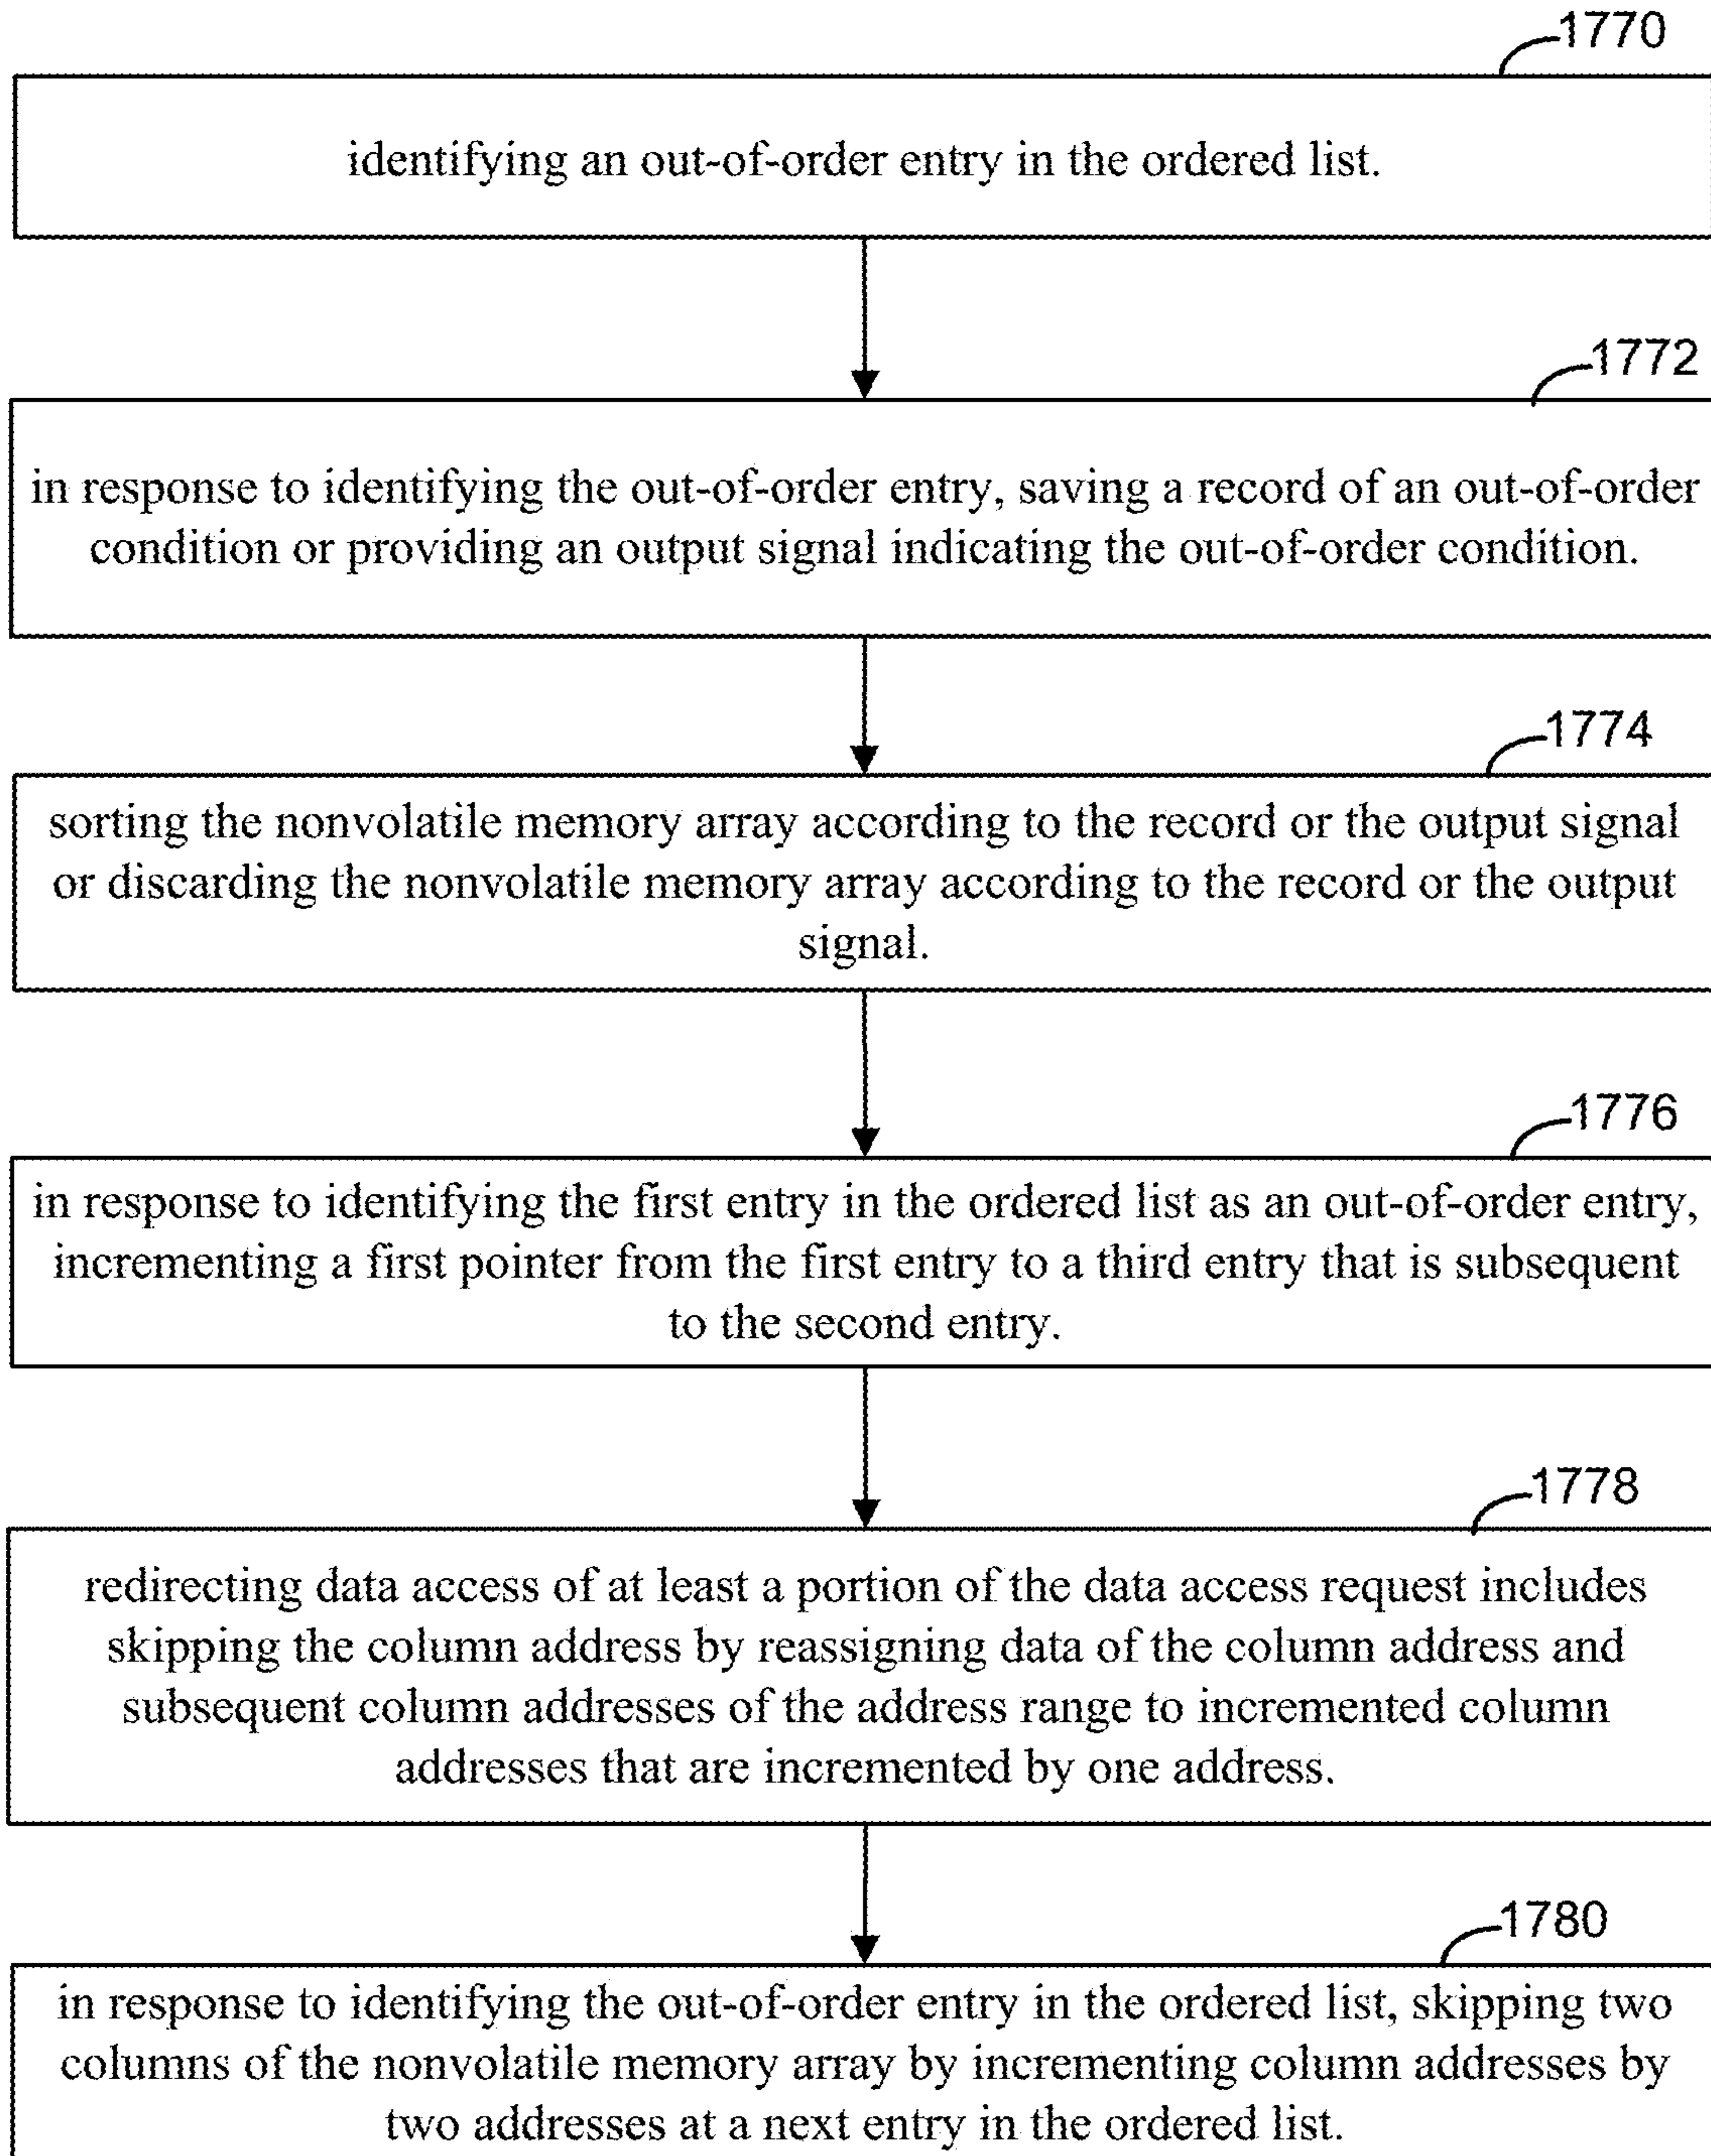 1770
identifying an out-of-order entry in the ordered list.
1772
in response to identifying the out-of-order entry, saving a record of an out-of-order
condition or providing an output signal indicating the out-of-order condition.
1774
sorting the nonvolatile memory array according to the record or the output signal
or discarding the nonvolatile memory array according to the record or the output
signal.
1776
in response to identifying the first entry in the ordered list as an out-of-order entry,
incrementing a first pointer from the first entry to a third entry that is subsequent
to the second entry.
1778
redirecting data access of at least a portion of the data access request includes
skipping the column address by reassigning data of the column address and
subsequent column addresses of the address range to incremented column
addresses that are incremented by one address.
1780
in response to identifying the out-of-order entry in the ordered list, skipping two
columns of the nonvolatile memory array by incrementing column addresses by
two addresses at a next entry in the ordered list.